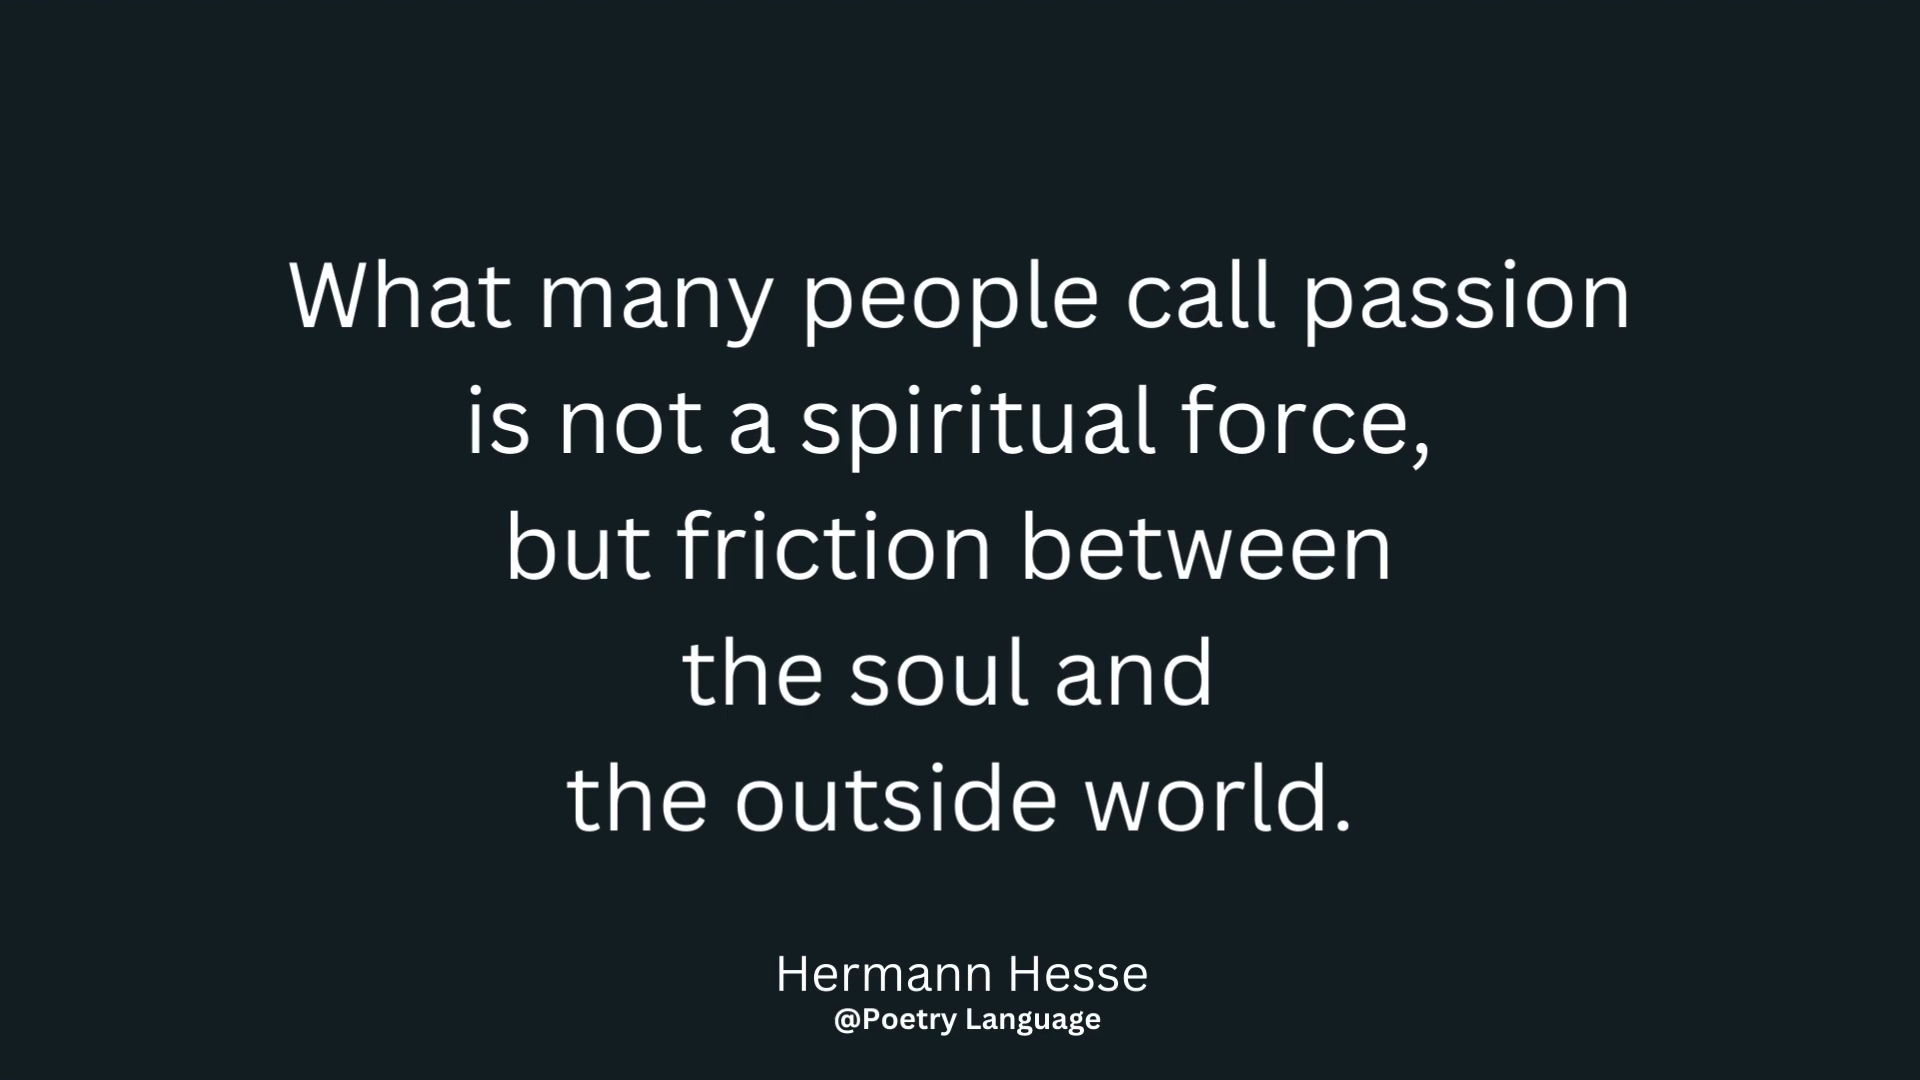 What many people call passion
is not a spiritual force,
but friction between
the soul and
the outside world.
Hermann Hesse
@Poetry Language